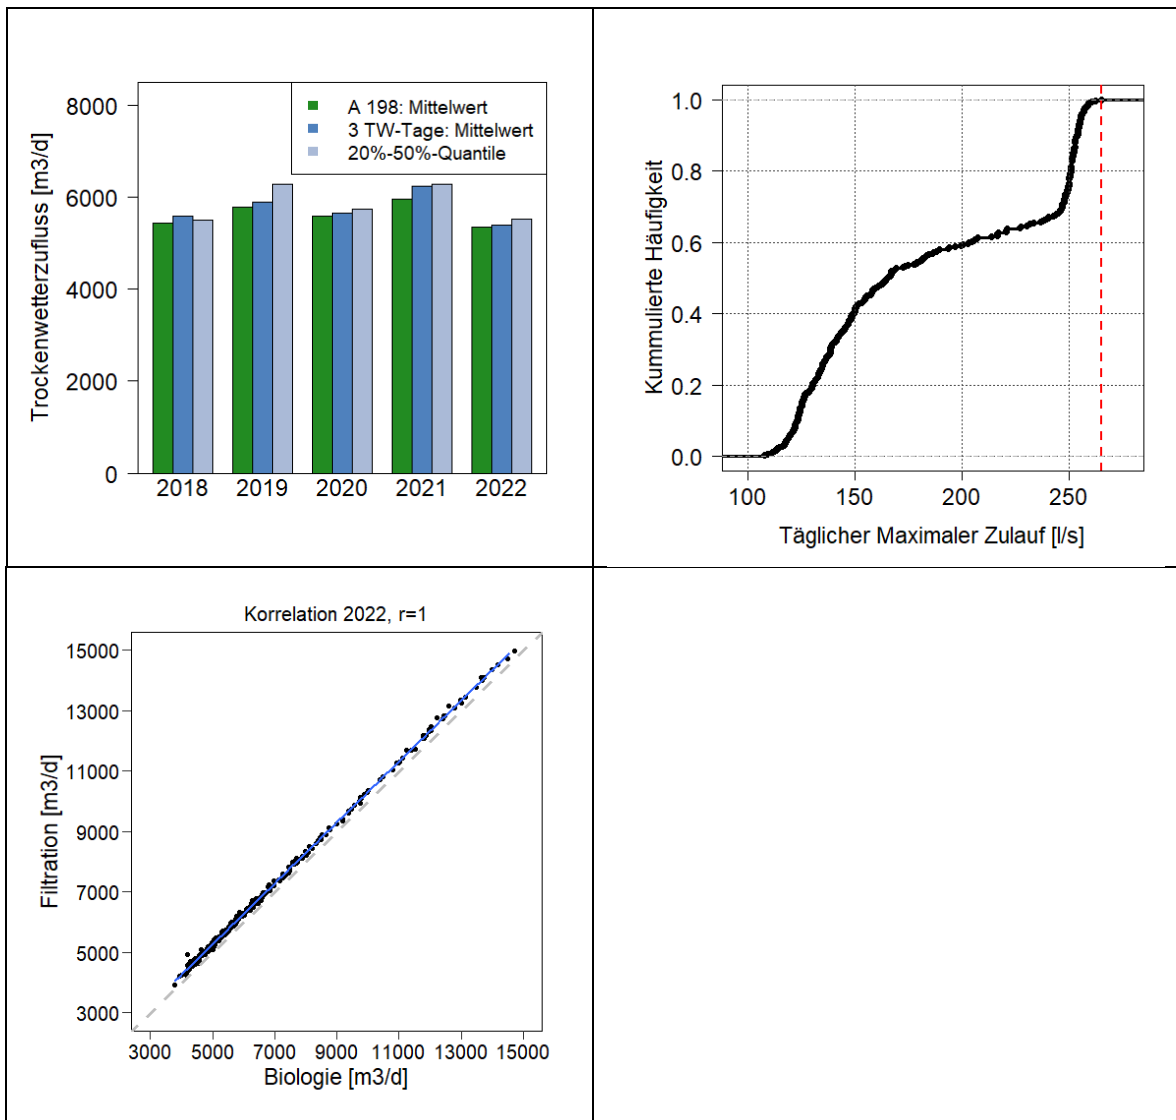 Trockenwetterzufluss [m3/d]
8000
6000
4000
2000
0
A 198: Mittelwert
3 TW-Tage: Mittelwert
20%-50%-Quantile
2018 2019 2020 2021 2022
Kummulierte Häufigkeit
1.0
0.8
0.6
0.4
0.2
0.0
100 150 200 250
Täglicher Maximaler Zulauf [l/s]
Korrelation 2022, r=1
Filtration [m3/d]
15000
13000
11000
9000
7000
5000
3000
3000 5000 7000 9000 11000 13000 15000
Biologie [m3/d]